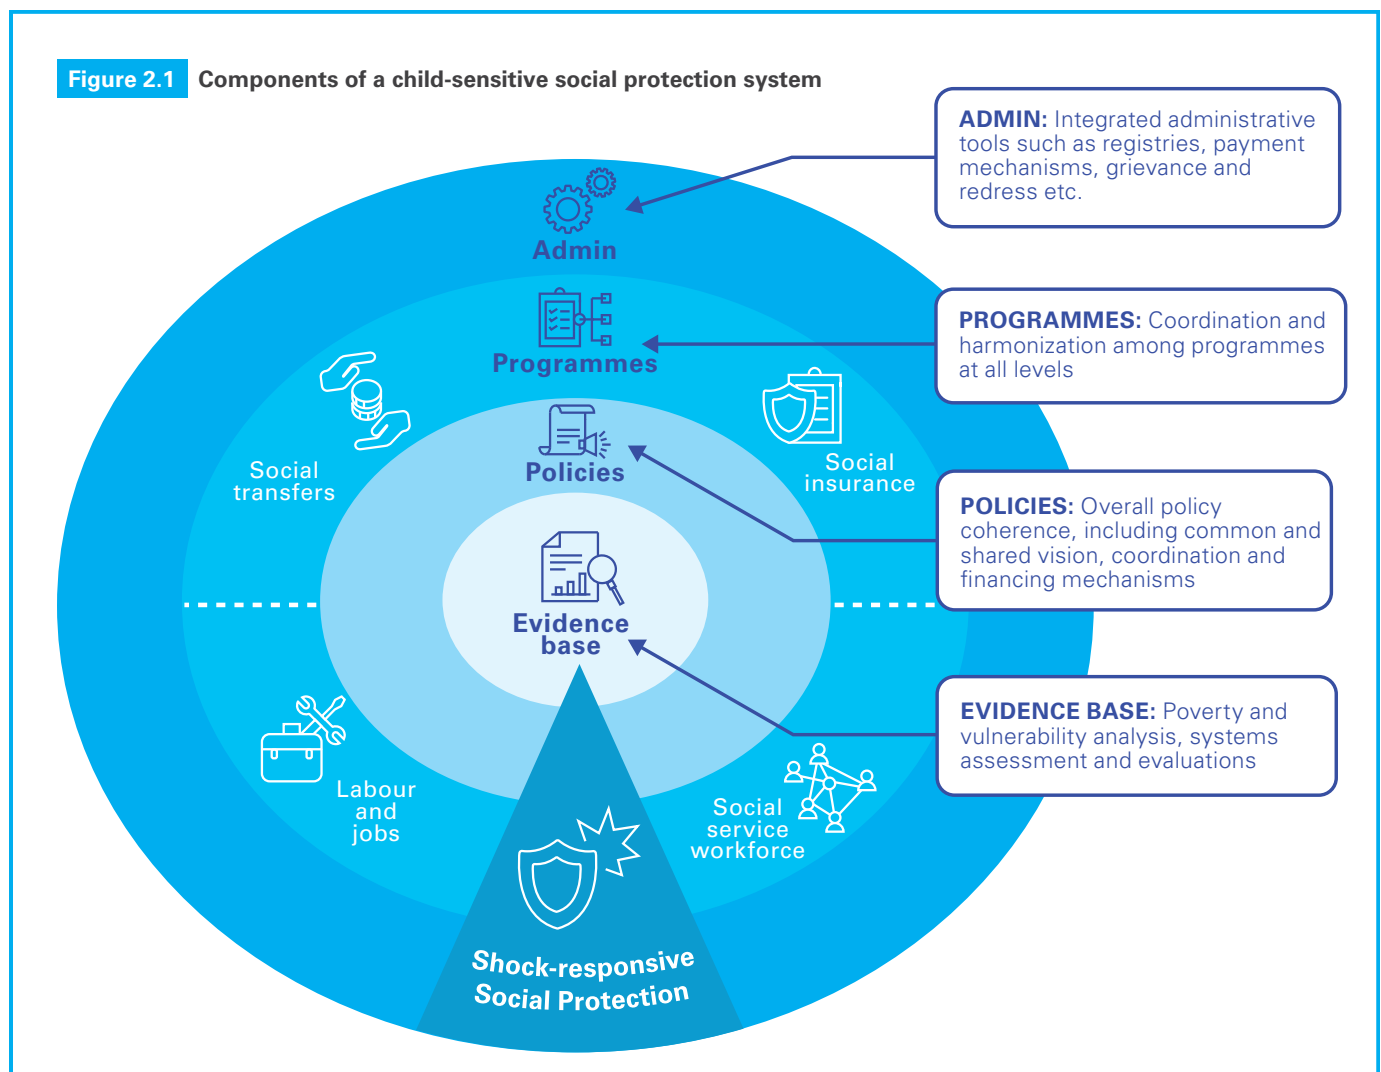 Figure 2.1 Components of a child-sensitive social protection system
ADMIN: Integrated administrative
tools such as registries, payment
mechanisms, grievance and
redress etc.
Admin
PROGRAMMES: Coordination and
harmonization among programmes
at all levels
Programmes
Social
transfers
Social
insurance
Policies
POLICIES: Overall policy
coherence, including common and
shared vision, coordination and
financing mechanisms
Evidence
base
EVIDENCE BASE: Poverty and
vulnerability analysis, systems
assessment and evaluations
Labour
and
jobs
Social
service
workforce
Shock-responsive
Social Protection